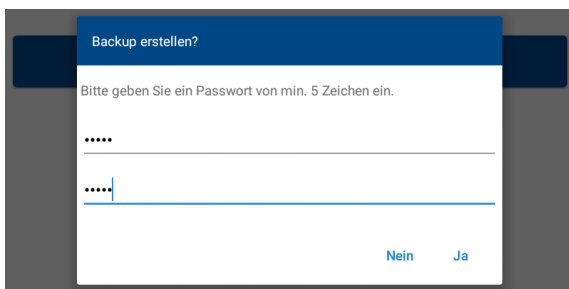 Backup erstellen?
Bitte geben Sie ein Passwort von min. 5 Zeichen ein.
•••••
•••••
Nein Ja